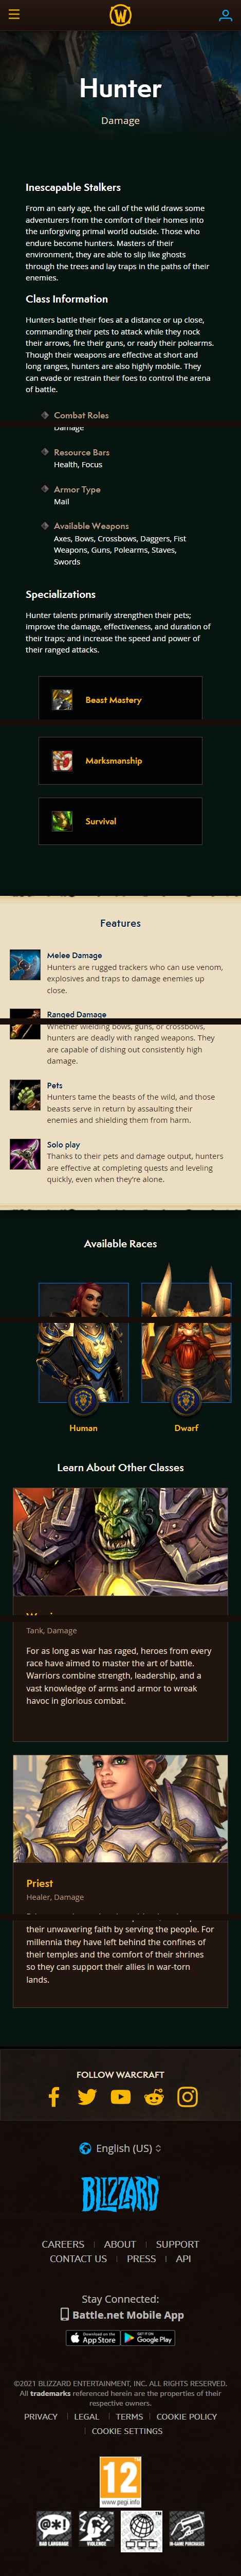 W
Hunter
Damage
Inescapable Stalkers
From an early age, the call of the wild draws some
adventurers from the comfort of their homes into
the unforgiving primal world outside. Those who
endure become hunters. Masters of their
environment, they are able to slip like ghosts
through the trees and lay traps in the paths of their
enemies.
Class Information
Hunters battle their foes at a distance or up close,
commanding their pets to attack while they nock
their arrows, fire their guns, or ready their polearms.
Though their weapons are effective at short and
long ranges, hunters are also highly mobile. They
can evade or restrain their foes to control the arena
of battle.
Combat Roles
Damage
Resource Bars
Health, Focus
Armor Type
Mail
Available Weapons
Axes, Bows, Crossbows, Daggers, Fist
Weapons, Guns, Polearms, Staves,
Swords
Specializations
Hunter talents primarily strengthen their pets;
improve the damage, effectiveness, and duration of
their traps; and increase the speed and power of
their ranged attacks.
Beast Mastery
Marksmanship
Survival
Features
Melee Damage
Hunters are rugged trackers who can use venom,
explosives and traps to damage enemies up
close.
Ranged Damage
Whether wielding bows, guns, or crossbows,
hunters are deadly with ranged weapons. They
are capable of dishing out consistently high
damage.
Pets
Hunters tame the beasts of the wild, and those
beasts serve in return by assaulting their
enemies and shielding them from harm.
Solo play
Thanks to their pets and damage output, hunters
are effective at completing quests and leveling
quickly, even when they're alone.
Available Races
Human
Dwarf
Learn About Other Classes
Tank, Damage
For as long as war has raged, heroes from every
race have aimed to master the art of battle.
Warriors combine strength, leadership, and a
vast knowledge of arms and armor to wreak
havoc in glorious combat.
Priest
Healer, Damage
their unwavering faith by serving the people. For
millennia they have left behind the confines of
their temples and the comfort of their shrines
so they can support their allies in war-torn
lands.
FOLLOW WARCRAFT
English (US)
BLIZZARD
CAREERS | ABOUT | SUPPORT
CONTACT US | PRESS | API
Stay Connected:
Battle.net Mobile App
Download on the App Store
GET IT ON Google Play
©2021 BLIZZARD ENTERTAINMENT, INC. ALL RIGHTS RESERVED.
All trademarks referenced herein are the properties of their
respective owners.
PRIVACY | LEGAL | TERMS | COOKIE POLICY
| COOKIE SETTINGS
12
www.pegi.info
BAD LANGUAGE
VIOLENCE
IN-GAME PURCHASES